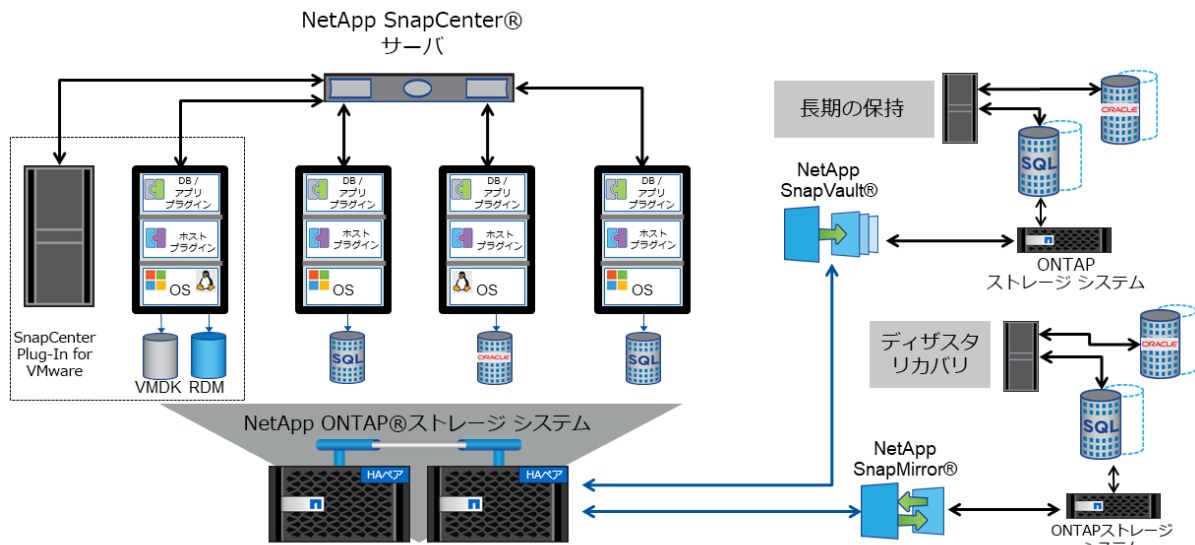 NetApp SnapCenter®
サーバ
DB /
アプリ
プラグイン
ホスト
プラグイン
OS
DB /
アプリ
プラグイン
ホスト
プラグイン
OS
DB /
アプリ
プラグイン
ホスト
プラグイン
OS
DB /
アプリ
プラグイン
ホスト
プラグイン
OS
SnapCenter
Plug-In for
VMware
VMDK
RDM
SQL
ORACLE
SQL
NetApp ONTAP®ストレージ システム
HAペア
HAペア
長期の保持
ORACLE
SQL
NetApp
SnapVault®
ONTAP
ストレージ システム
ディザスタ
リカバリ
ORACLE
SQL
NetApp
SnapMirror®
ONTAPストレージ
システム